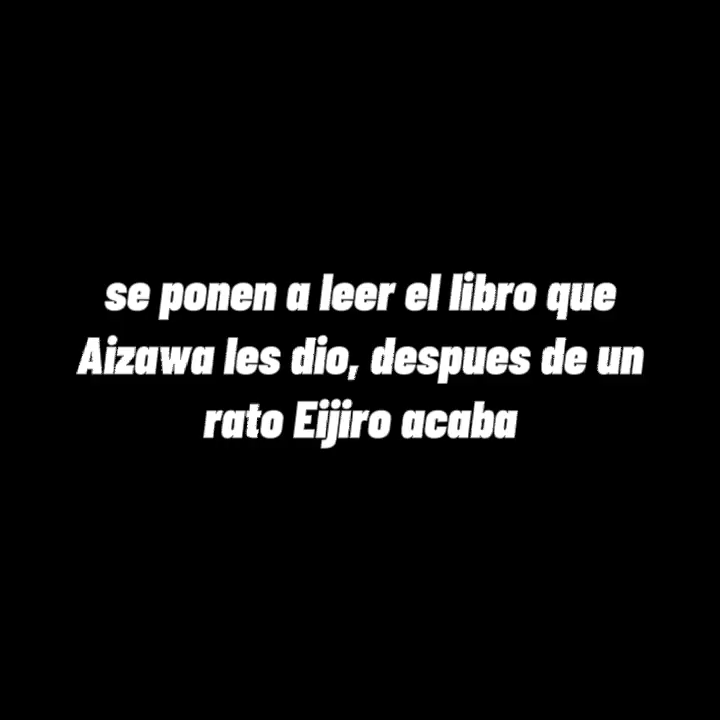 se ponen a leer el libro que
Aizawa les dio, despues de un
rato Eijiro acaba